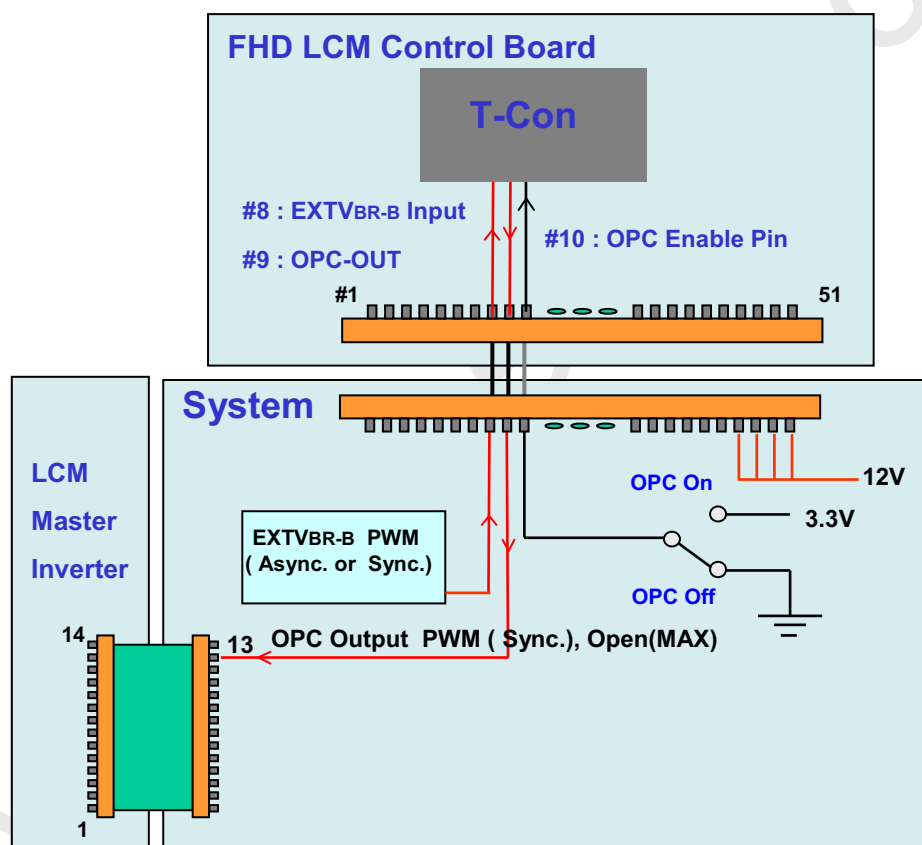 FHD LCM Control Board
T-Con
#8 : EXTVBR-B Input
#10 : OPC Enable Pin
#9 : OPC-OUT
#1
51
System
LCM
Master
Inverter
OPC On
12V
3.3V
EXTVBR-B PWM
( Async. or Sync.)
OPC Off
14
13
OPC Output PWM ( Sync.), Open(MAX)
1